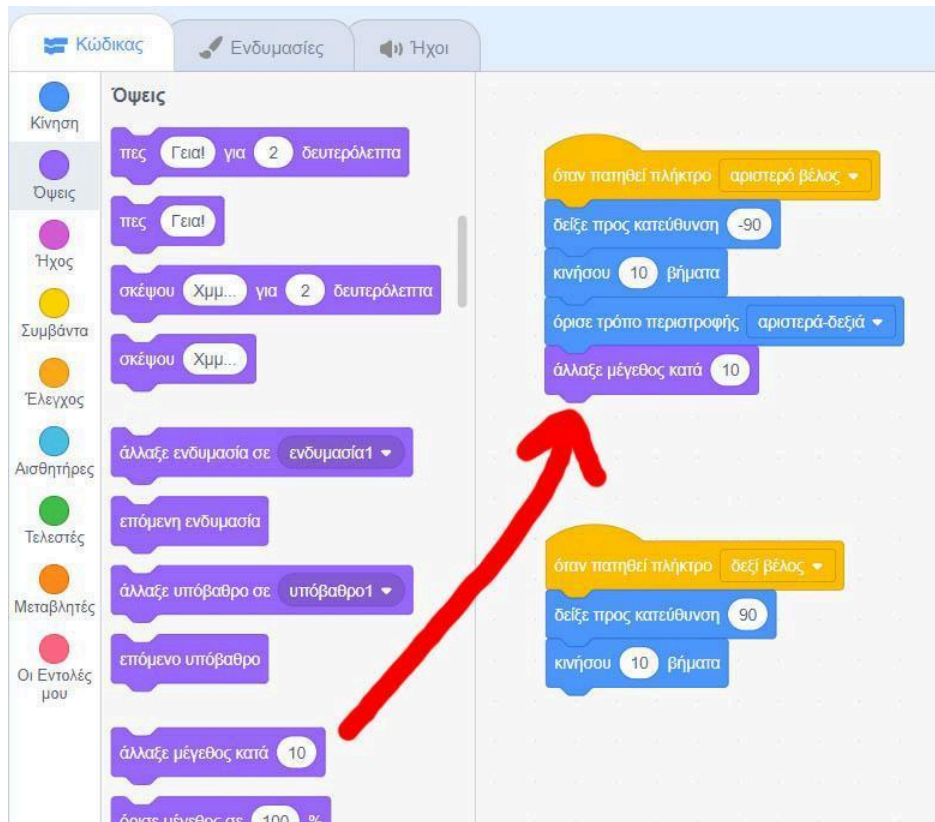 Κώδικας Ενδυμασίες Ήχοι
Κίνηση
Όψεις
Ήχος
Συμβάντα
Έλεγχος
Αισθητήρες
Τελεστές
Μεταβλητές
Οι Εντολές
μου
Όψεις
πες Γεια! για 2 δευτερόλεπτα
πες Γεια!
σκέψου Χμμ... για 2 δευτερόλεπτα
σκέψου Χμμ...
άλλαξε ενδυμασία σε ενδυμασία1
επόμενη ενδυμασία
άλλαξε υπόβαθρο σε υπόβαθρο1
επόμενο υπόβαθρο
άλλαξε μέγεθος κατά 10
όρισε μέγεθος σε 100 %
όταν πατηθεί πλήκτρο αριστερό βέλος
δείξε προς κατεύθυνση -90
κινήσου 10 βήματα
όρισε τρόπο περιστροφής αριστερά-δεξιά
άλλαξε μέγεθος κατά 10
όταν πατηθεί πλήκτρο δεξί βέλος
δείξε προς κατεύθυνση 90
κινήσου 10 βήματα